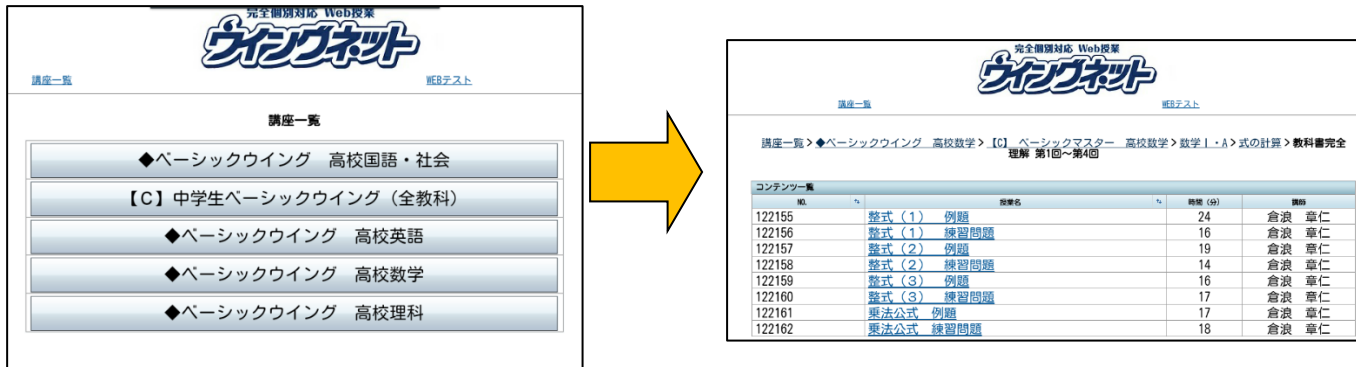 完全個別対応 Web授業
ウイングネット
講座一覧 WEBテスト
講座一覧
◆ベーシックウイング 高校国語・社会
【C】中学生ベーシックウイング（全教科）
◆ベーシックウイング 高校英語
◆ベーシックウイング 高校数学
◆ベーシックウイング 高校理科
完全個別対応 Web授業
ウイングネット
講座一覧 WEBテスト
講座一覧>◆ベーシックウイング 高校数学>【C】 ベーシックマスター 高校数学>数学Ⅰ・A>式の計算>教科書完全
理解 第1回～第4回
コンテンツ一覧
NO. 授業名 時間（分） 講師
122155 整式（1） 例題 24 倉浪 章仁
122156 整式（1） 練習問題 16 倉浪 章仁
122157 整式（2） 例題 19 倉浪 章仁
122158 整式（2） 練習問題 14 倉浪 章仁
122159 整式（3） 例題 16 倉浪 章仁
122160 整式（3） 練習問題 17 倉浪 章仁
122161 乗法公式 例題 17 倉浪 章仁
122162 乗法公式 練習問題 18 倉浪 章仁